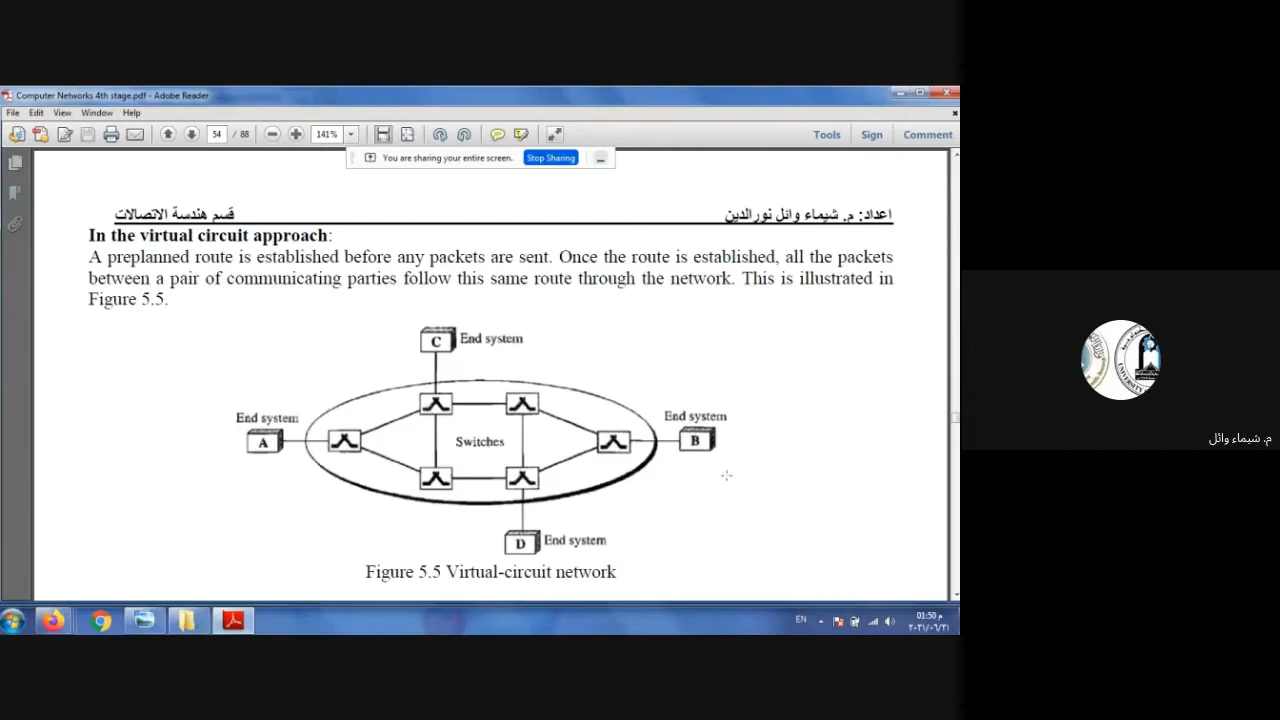 Computer Networks 4th stage.pdf - Adobe Reader
File Edit View Window Help
54 / 88 141% Tools Sign Comment
You are sharing your entire screen. Stop Sharing
اعداد: م. شيماء وائل نورالدين قسم هندسة الاتصالات
In the virtual circuit approach:
A preplanned route is established before any packets are sent. Once the route is established, all the packets
between a pair of communicating parties follow this same route through the network. This is illustrated in
Figure 5.5.
C End system
End system
End system
A
Switches
B
D End system
Figure 5.5 Virtual-circuit network
م. شيماء وائل
EN
01:50 م
٢٠٢١/٠٦/٢١